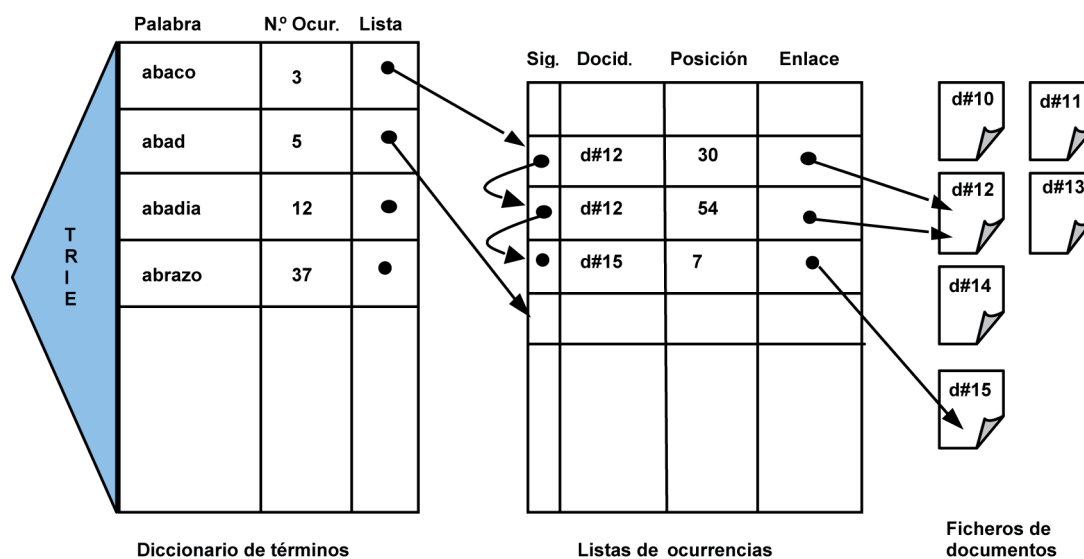 Palabra N.º Ocur. Lista
abaco 3
abad 5
abadia 12
abrazo 37
TRIE
Diccionario de términos
Sig. Docid. Posición Enlace
d#12 30
d#12 54
d#15 7
Listas de ocurrencias
d#10 d#11
d#12 d#13
d#14
d#15
Ficheros de
documentos